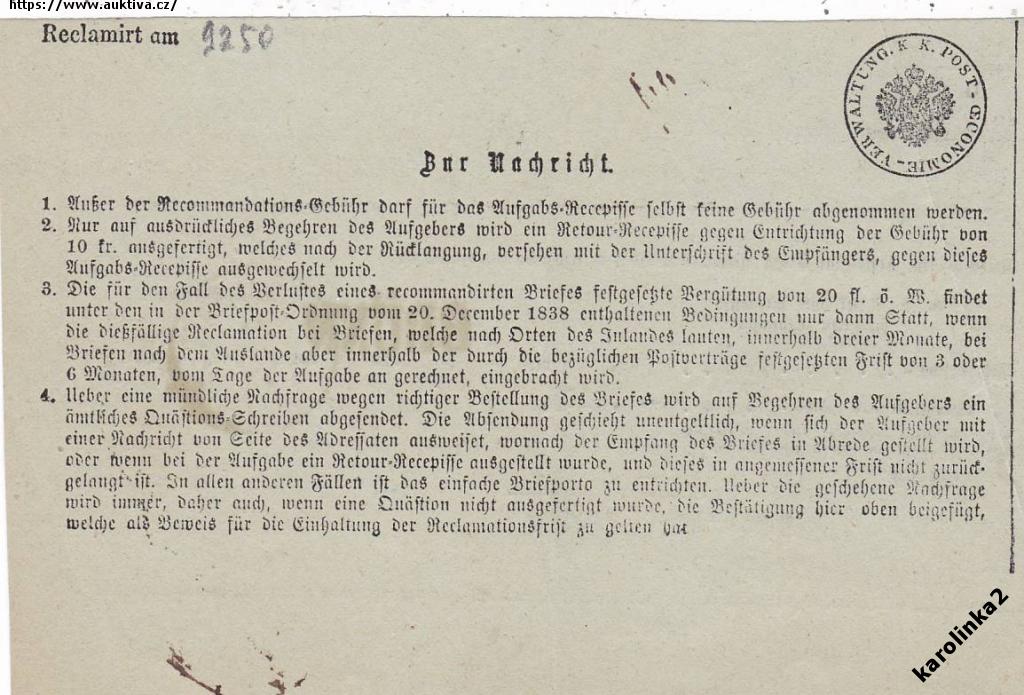 https://www.auktiva.cz/
Reclamirt am 9250
VERWALTUNG. K K. POST - ŒCONOMIE -
Zur Nachricht.
1. Außer der Recommandations-Gebühr darf für das Aufgabs-Recepisse selbst keine Gebühr abgenommen werden.
2. Nur auf ausdrückliches Begehren des Aufgebers wird ein Retour-Recepisse gegen Entrichtung der Gebühr von
10 kr. ausgefertigt, welches nach der Rücklangung, versehen mit der Unterschrift des Empfängers, gegen dieses
Aufgabs-Recepisse ausgewechselt wird.
3. Die für den Fall des Verlustes eines recommandirten Briefes festgesetzte Vergütung von 20 fl. ö. W. findet
unter den in der Briefpost-Ordnung vom 20. December 1838 enthaltenen Bedingungen nur dann Statt, wenn
die dießfällige Reclamation bei Briefen, welche nach Orten des Inlandes lauten, innerhalb dreier Monate, bei
Briefen nach dem Auslande aber innerhalb der durch die bezüglichen Postverträge festgesetzten Frist von 3 oder
6 Monaten, vom Tage der Aufgabe an gerechnet, eingebracht wird.
4. Ueber eine mündliche Nachfrage wegen richtiger Bestellung des Briefes wird auf Begehren des Aufgebers ein
ämtliches Quästions-Schreiben abgesendet. Die Absendung geschieht unentgeltlich, wenn sich der Aufgeber mit
einer Nachricht von Seite des Adressaten ausweiset, wornach der Empfang des Briefes in Abrede gestellt wird,
oder wenn bei der Aufgabe ein Retour-Recepisse ausgestellt wurde, und dieses in angemessener Frist nicht zurück-
gelangt ist. In allen anderen Fällen ist das einfache Briefporto zu entrichten. Ueber die geschehene Nachfrage
wird immer, daher auch, wenn eine Quästion nicht ausgefertigt wurde, die Bestätigung hier oben beigefügt,
welche als Beweis für die Einhaltung der Reclamationsfrist zu gelten hat
karolinka2